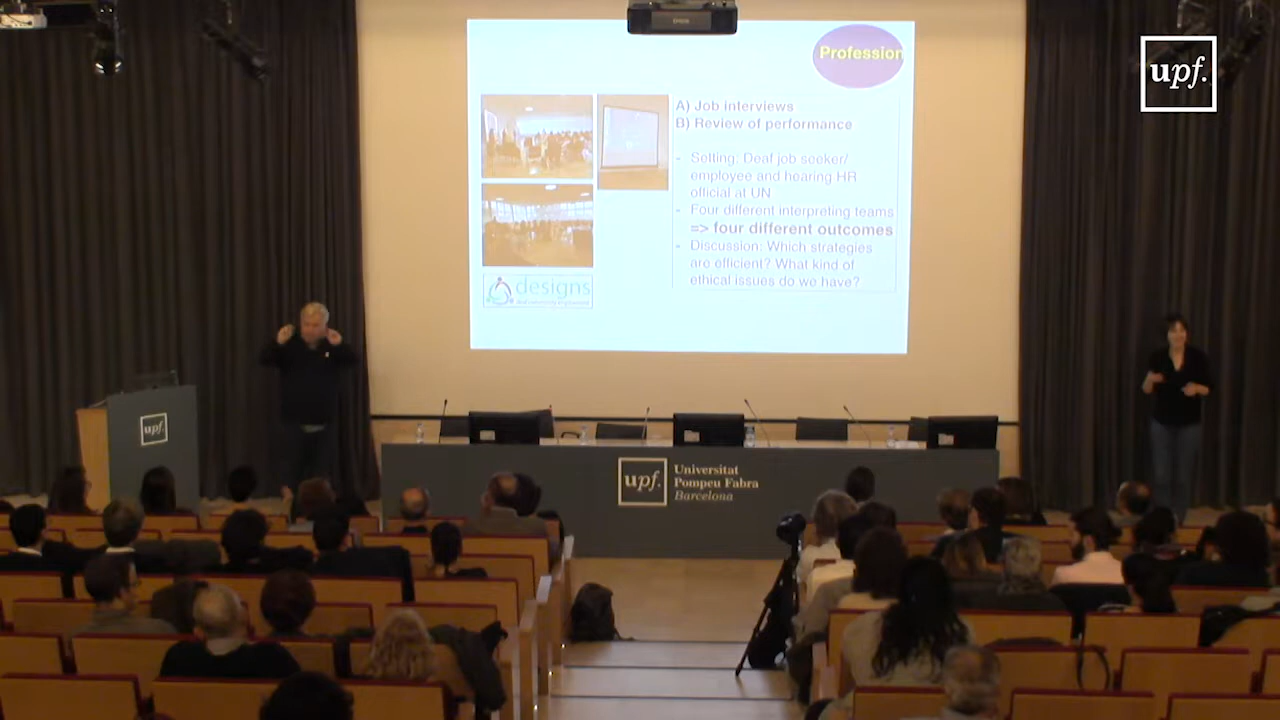 EPSON
Profession
upf.
A) Job interviews
B) Review of performance
- Setting: Deaf job seeker/
employee and hearing HR
official at UN
- Four different interpreting teams
=> four different outcomes
- Discussion: Which strategies
are efficient? What kind of
ethical issues do we have?
designs
upf.
upf.
Universitat
Pompeu Fabra
Barcelona